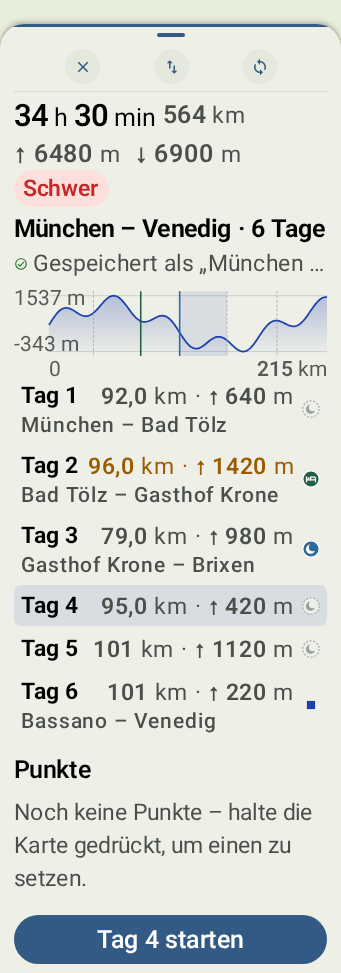 34 h 30 min 564 km
↑ 6480 m ↓ 6900 m
Schwer
München – Venedig · 6 Tage
Gespeichert als „München ...
1537 m
-343 m
0 215 km
Tag 1 92,0 km · ↑ 640 m
München – Bad Tölz
Tag 2 96,0 km · ↑ 1420 m
Bad Tölz – Gasthof Krone
Tag 3 79,0 km · ↑ 980 m
Gasthof Krone – Brixen
Tag 4 95,0 km · ↑ 420 m
Tag 5 101 km · ↑ 1120 m
Tag 6 101 km · ↑ 220 m
Bassano – Venedig
Punkte
Noch keine Punkte – halte die
Karte gedrückt, um einen zu
setzen.
Tag 4 starten